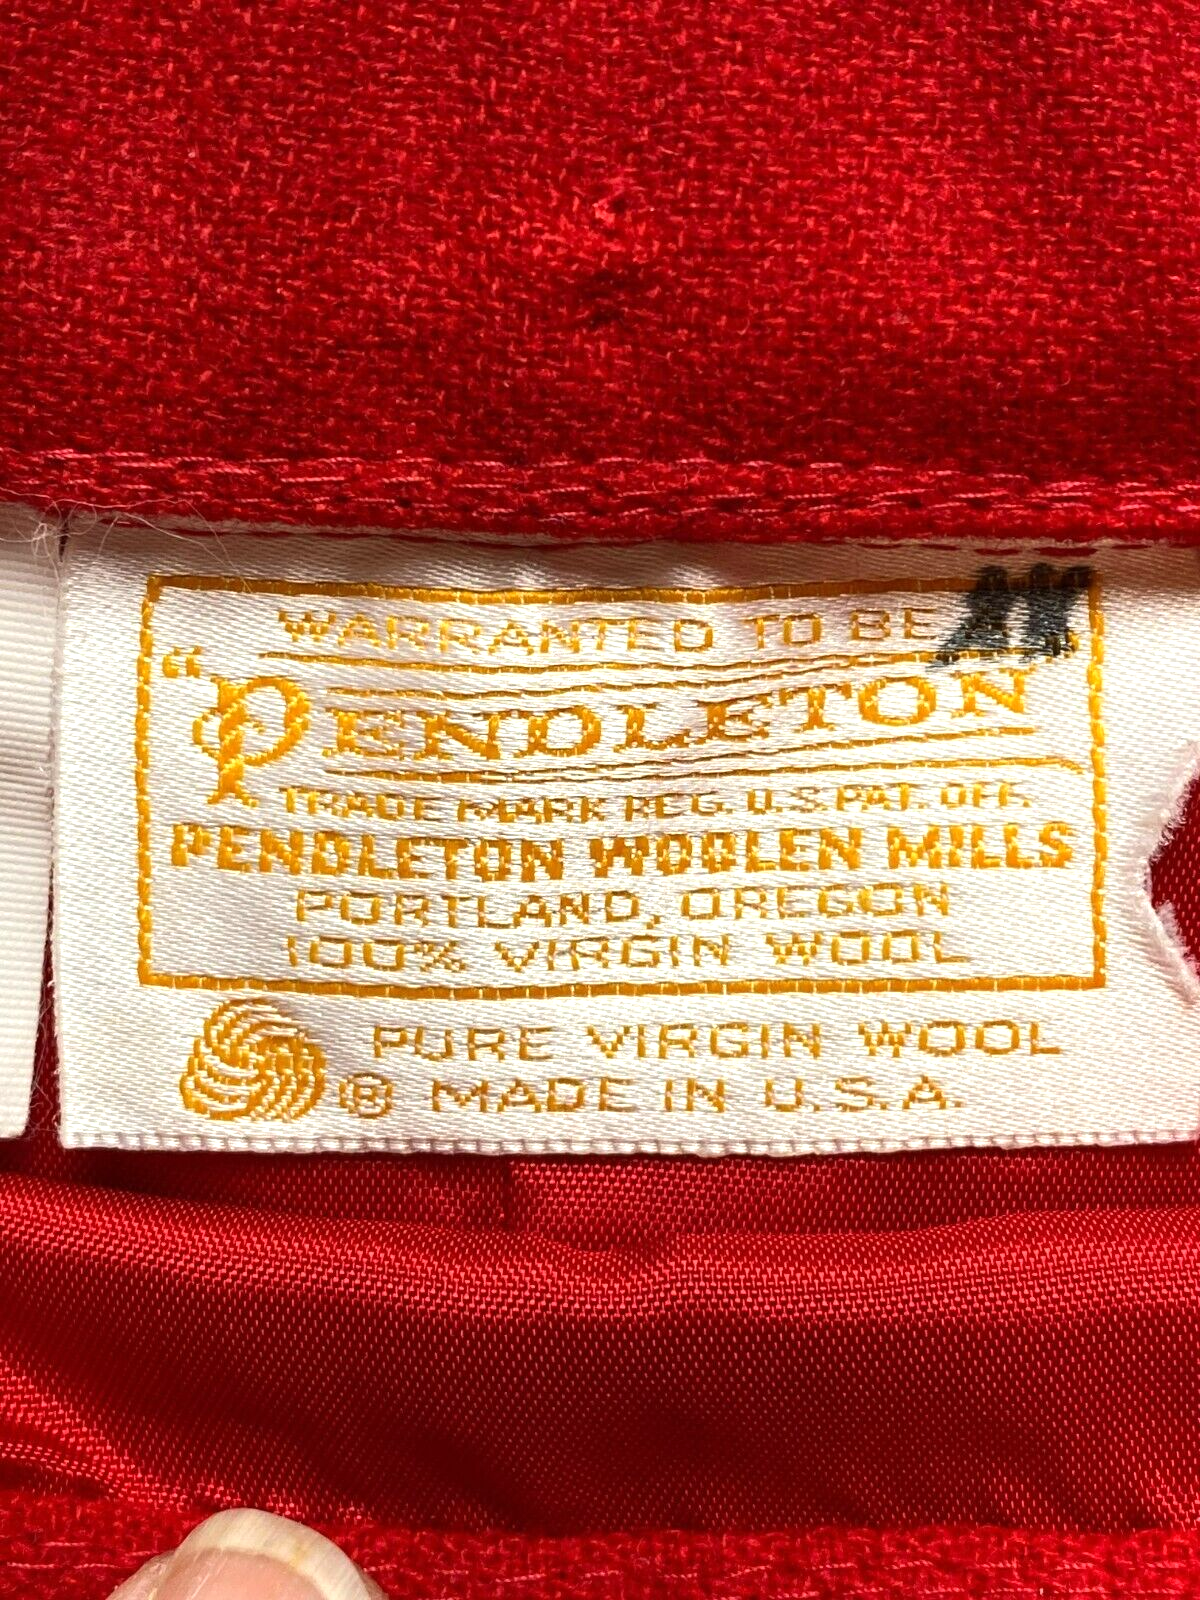 WARRANTED TO BE
"PENDLETON"
TRADE MARK REG. U.S. PAT. OFF.
PENDLETON WOOLEN MILLS
PORTLAND, OREGON
100% VIRGIN WOOL
PURE VIRGIN WOOL
® MADE IN U.S.A.